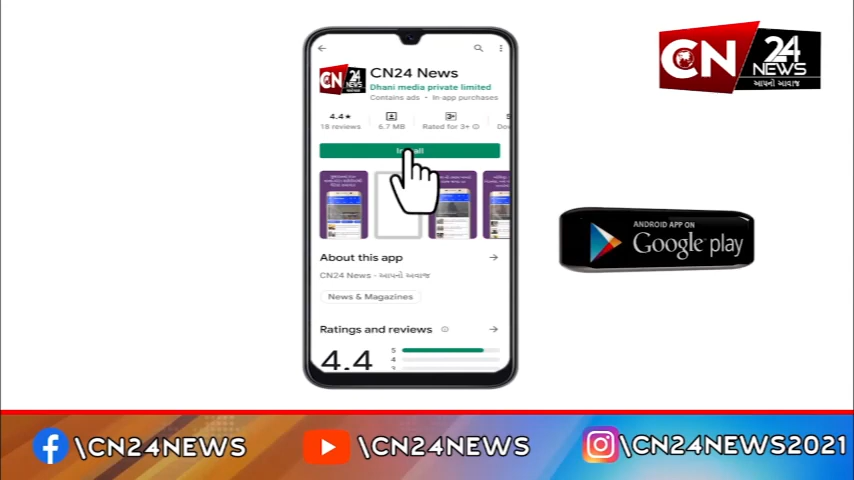 CN24 News
Dhani media private limited
Contains ads • In-app purchases
4.4★
18 reviews
6.7 MB
3+
Rated for 3+
About this app
CN24 News - આપનો અવાજ
News & Magazines
Ratings and reviews
4.4
5
4
3
CN 24
NEWS
આપનો અવાજ
ANDROID APP ON
Google play
\CN24NEWS
\CN24NEWS
\CN24NEWS2021